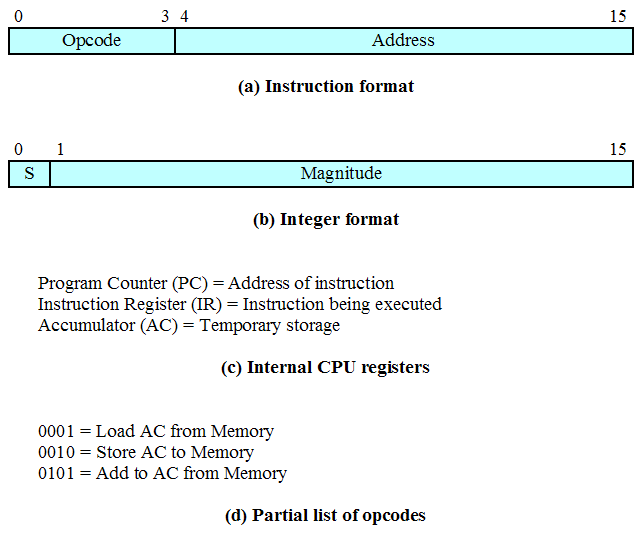 0 3 4 15
Opcode Address
(a) Instruction format
0 1 15
S Magnitude
(b) Integer format
Program Counter (PC) = Address of instruction
Instruction Register (IR) = Instruction being executed
Accumulator (AC) = Temporary storage
(c) Internal CPU registers
0001 = Load AC from Memory
0010 = Store AC to Memory
0101 = Add to AC from Memory
(d) Partial list of opcodes